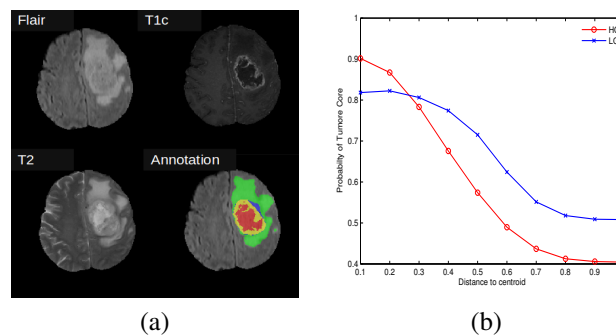 Flair
T1c
T2
Annotation
(a)
Probability of Tumore Core
1
0.9
0.8
0.7
0.6
0.5
0.4
0.1 0.2 0.3 0.4 0.5 0.6 0.7 0.8 0.9
Distance to centroid
(b)